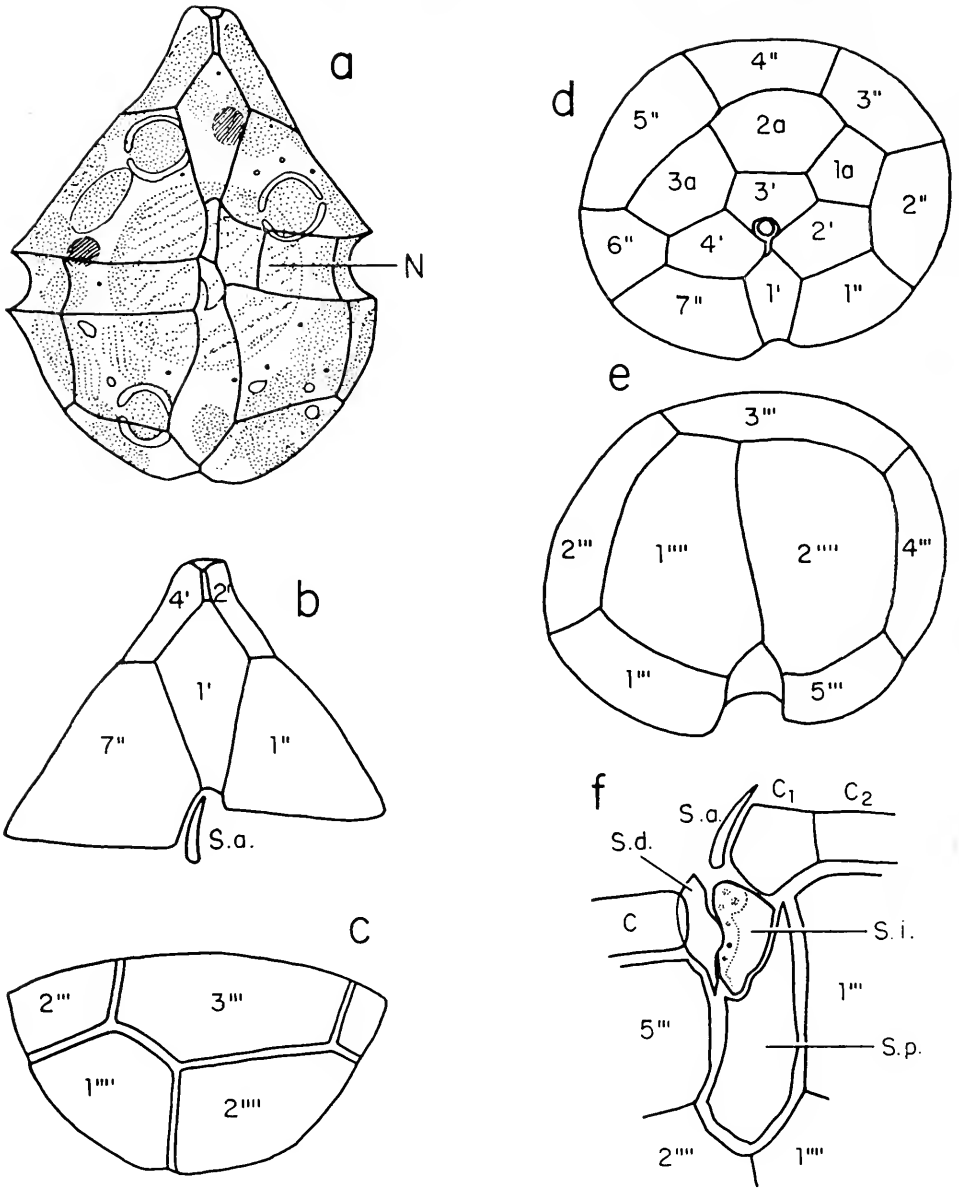 a
N
b
4' 2'
1'
7" 1"
S.a.
c
2''' 3'''
1'''' 2''''
d
4"
5" 3"
2a
3a 1a
3' 2"
6" 4' 2'
7" 1' 1"
e
3'''
2''' 1'''' 2'''' 4'''
1''' 5'''
f
C1 C2
S.a.
S.d.
C S.i.
5''' 1'''
S.p.
2'''' 1''''